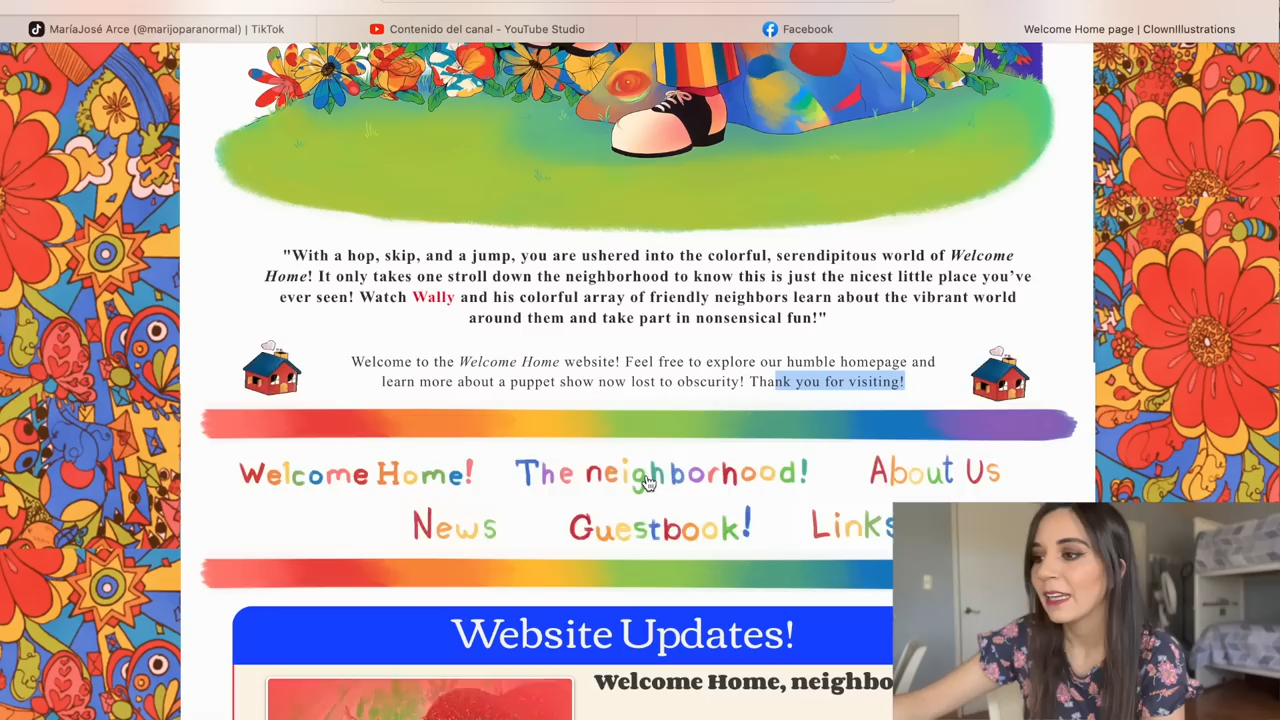 MaríaJosé Arce (@marijoparanormal) | TikTok
Contenido del canal - YouTube Studio
Facebook
Welcome Home page | ClownIllustrations
"With a hop, skip, and a jump, you are ushered into the colorful, serendipitous world of Welcome
Home! It only takes one stroll down the neighborhood to know this is just the nicest little place you've
ever seen! Watch Wally and his colorful array of friendly neighbors learn about the vibrant world
around them and take part in nonsensical fun!"
Welcome to the Welcome Home website! Feel free to explore our humble homepage and
learn more about a puppet show now lost to obscurity! Thank you for visiting!
Welcome Home! The neighborhood! About Us
News Guestbook! Links
Website Updates!
Welcome Home, neighbo